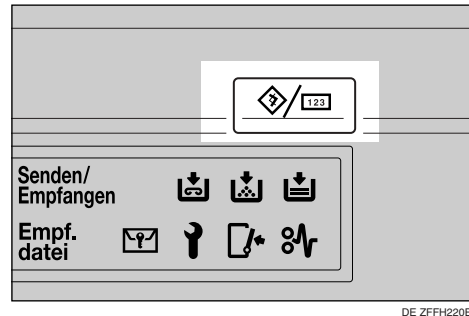 123
Senden/
Empfangen
Empf.
datei
DE ZFFH220E